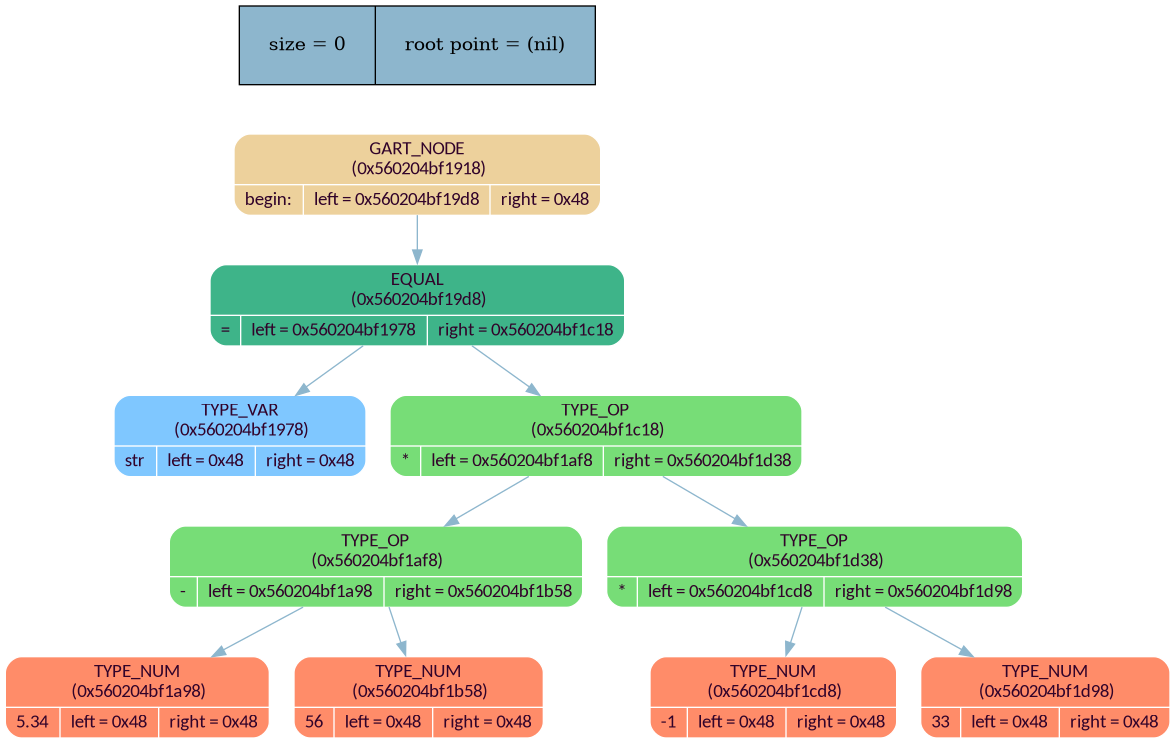 size = 0 root point = (nil)
GART_NODE
(0x560204bf1918)
begin: left = 0x560204bf19d8 right = 0x48
EQUAL
(0x560204bf19d8)
= left = 0x560204bf1978 right = 0x560204bf1c18
TYPE_VAR
(0x560204bf1978)
str left = 0x48 right = 0x48
TYPE_OP
(0x560204bf1c18)
* left = 0x560204bf1af8 right = 0x560204bf1d38
TYPE_OP
(0x560204bf1af8)
- left = 0x560204bf1a98 right = 0x560204bf1b58
TYPE_OP
(0x560204bf1d38)
* left = 0x560204bf1cd8 right = 0x560204bf1d98
TYPE_NUM
(0x560204bf1a98)
5.34 left = 0x48 right = 0x48
TYPE_NUM
(0x560204bf1b58)
56 left = 0x48 right = 0x48
TYPE_NUM
(0x560204bf1cd8)
-1 left = 0x48 right = 0x48
TYPE_NUM
(0x560204bf1d98)
33 left = 0x48 right = 0x48